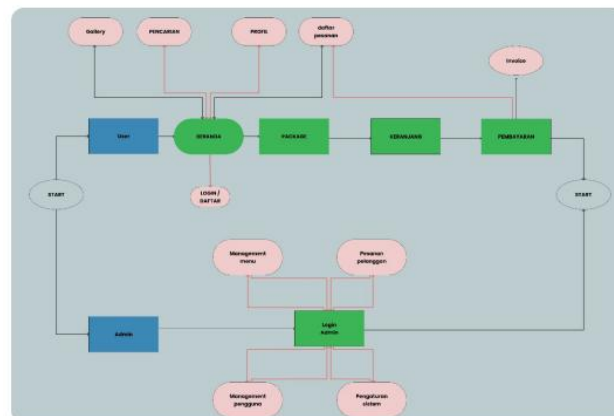 Gallery
PENCARIAN
PROFIL
daftar
pesanan
Invoice
User
BERANDA
PACKAGE
KERANJANG
PEMBAYARAN
START
LOGIN /
DAFTAR
START
Management
menu
Pesanan
pelanggan
Admin
Login
Admin
Management
pengguna
Pengaturan
sistem